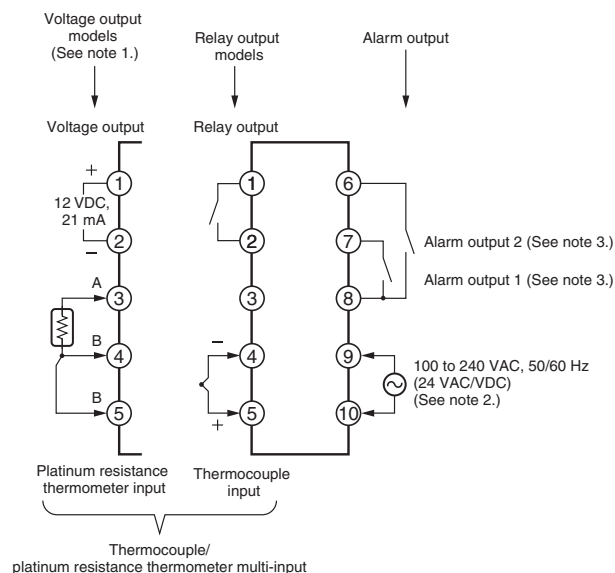 Voltage output
models
(See note 1.)
Relay output
models
Alarm output
Voltage output
Relay output
+
1
12 VDC,
21 mA
2
−
A
3
B
4
B
5
1
2
3
−
4
5
+
6
7
Alarm output 2 (See note 3.)
Alarm output 1 (See note 3.)
8
9
100 to 240 VAC, 50/60 Hz
(24 VAC/VDC)
(See note 2.)
10
Platinum resistance
thermometer input
Thermocouple
input
Thermocouple/
platinum resistance thermometer multi-input